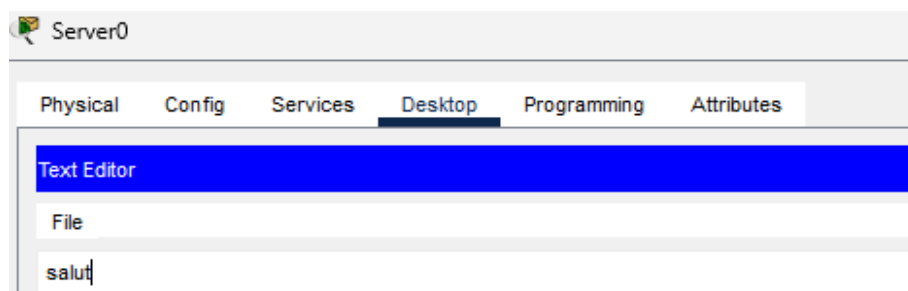 Server0
Physical Config Services Desktop Programming Attributes
Text Editor
File
salut